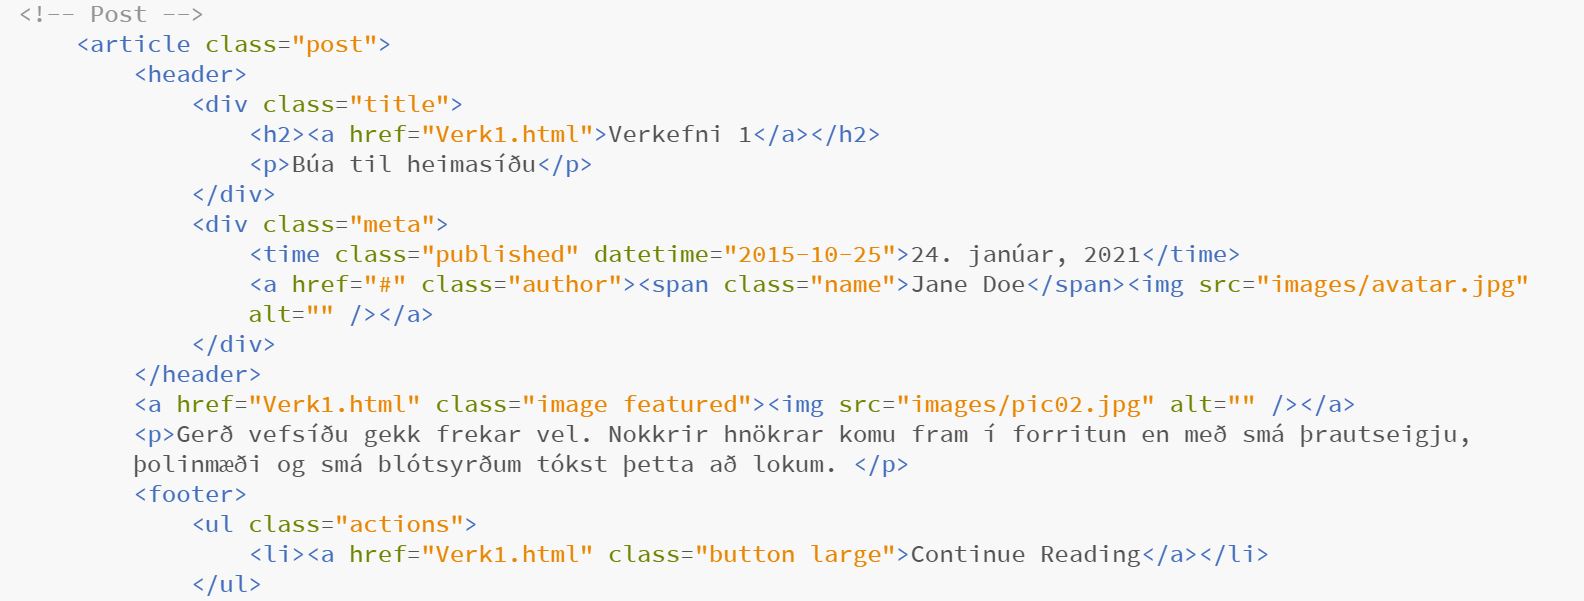 <!-- Post -->
<article class="post">
<header>
<div class="title">
<h2><a href="Verk1.html">Verkefni 1</a></h2>
<p>Búa til heimasíðu</p>
</div>
<div class="meta">
<time class="published" datetime="2015-10-25">24. janúar, 2021</time>
<a href="#" class="author"><span class="name">Jane Doe</span><img src="images/avatar.jpg"
alt="" /></a>
</div>
</header>
<a href="Verk1.html" class="image featured"><img src="images/pic02.jpg" alt="" /></a>
<p>Gerð vefsíðu gekk frekar vel. Nokkrir hnökrar komu fram í forritun en með smá þrautseigju,
þolinmæði og smá blótsyrðum tókst þetta að lokum. </p>
<footer>
<ul class="actions">
<li><a href="Verk1.html" class="button large">Continue Reading</a></li>
</ul>